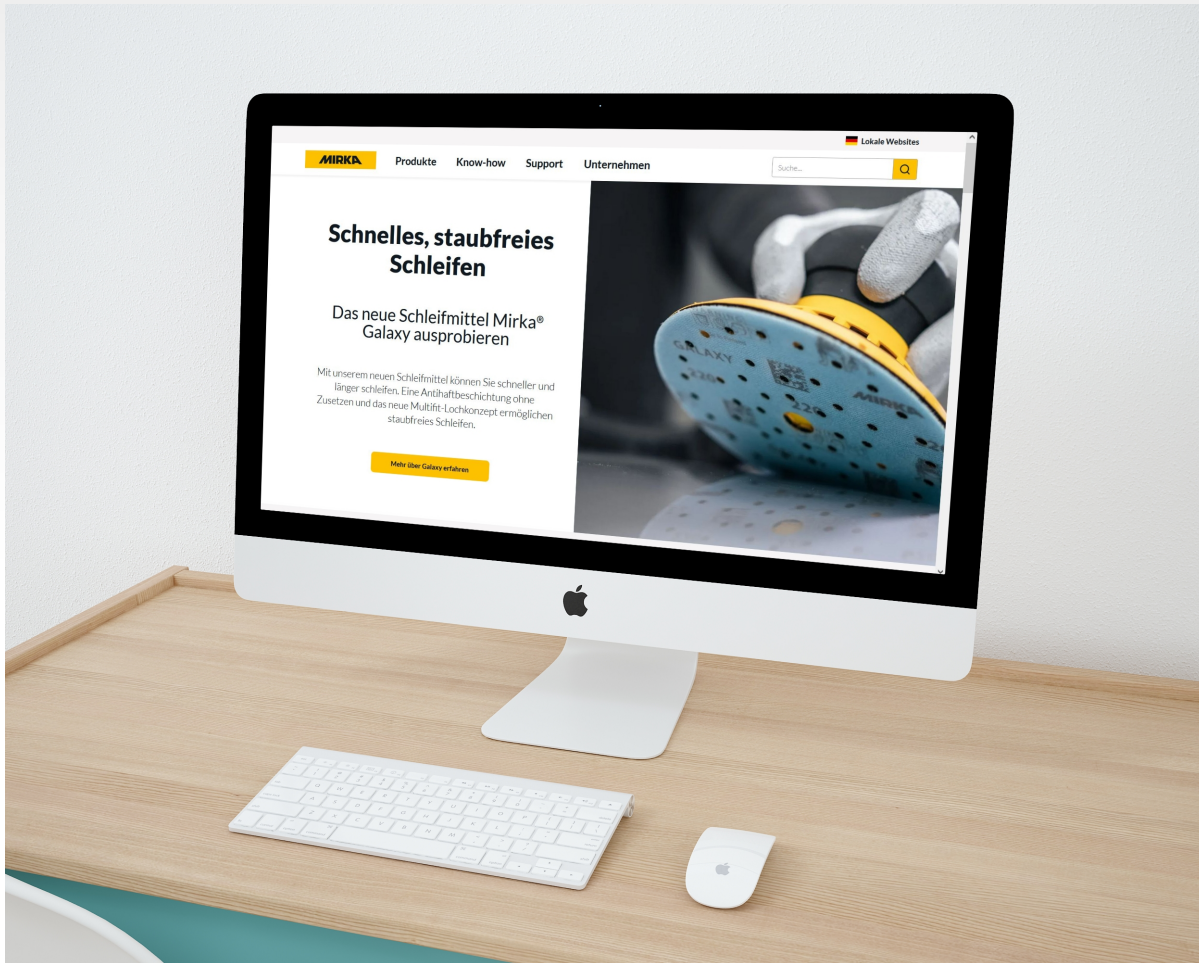 Lokale Websites
MIRKA Produkte Know-how Support Unternehmen Suche...
Schnelles, staubfreies
Schleifen
Das neue Schleifmittel Mirka®
Galaxy ausprobieren
Mit unserem neuen Schleifmittel können Sie schneller und
länger schleifen. Eine Antihaftbeschichtung ohne
Zusetzen und das neue Multifit-Lochkonzept ermöglichen
staubfreies Schleifen.
Mehr über Galaxy erfahren
GALAXY
220
220
MIRKA